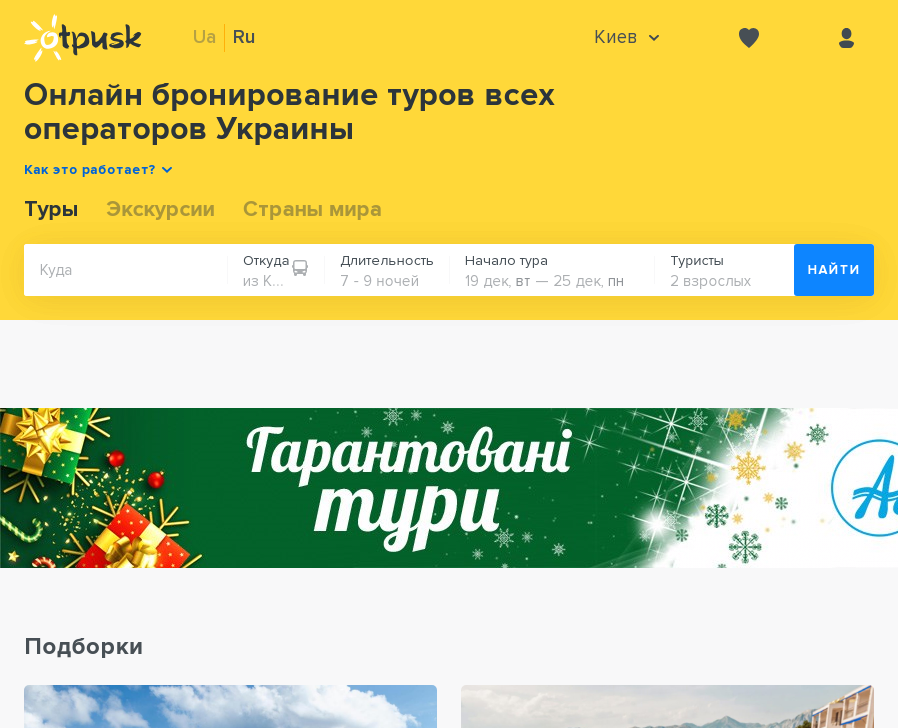 otpusk
Ua Ru
Киев
Онлайн бронирование туров всех
операторов Украины
Как это работает?
Туры Экскурсии Страны мира
Куда
Откуда
из К...
Длительность
7 - 9 ночей
Начало тура
19 дек, вт — 25 дек, пн
Туристы
2 взрослых
НАЙТИ
Гарантовані
тури
Подборки